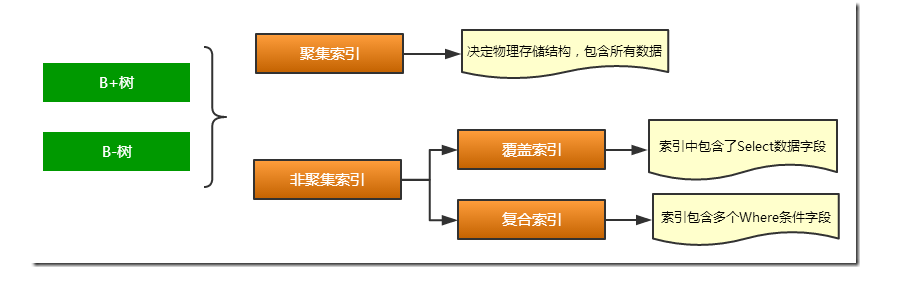 聚集索引
决定物理存储结构，包含所有数据
B+树
B-树
非聚集索引
覆盖索引
索引中包含了Select数据字段
复合索引
索引包含多个Where条件字段